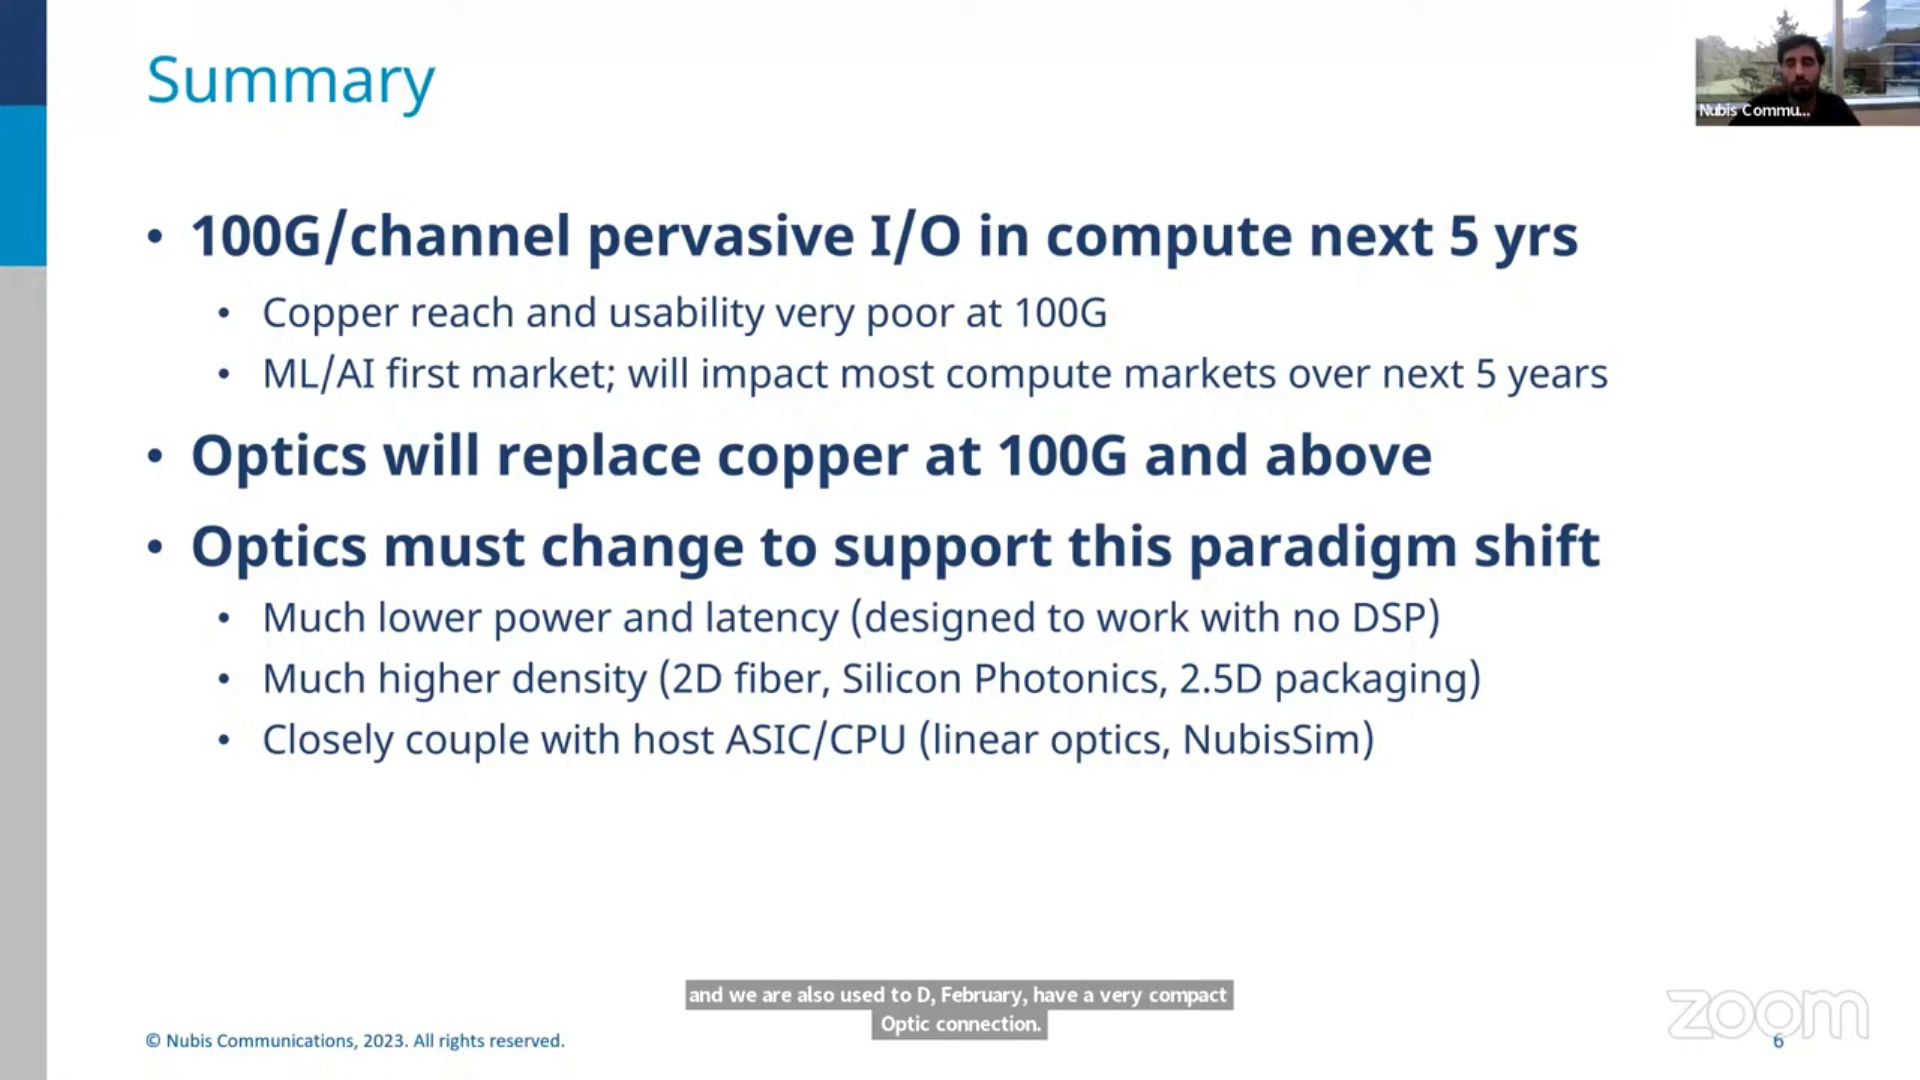 Summary
Nubis Commu...
• 100G/channel pervasive I/O in compute next 5 yrs
• Copper reach and usability very poor at 100G
• ML/AI first market; will impact most compute markets over next 5 years
• Optics will replace copper at 100G and above
• Optics must change to support this paradigm shift
• Much lower power and latency (designed to work with no DSP)
• Much higher density (2D fiber, Silicon Photonics, 2.5D packaging)
• Closely couple with host ASIC/CPU (linear optics, NubisSim)
and we are also used to D, February, have a very compact
Optic connection.
© Nubis Communications, 2023. All rights reserved.
zoom
6